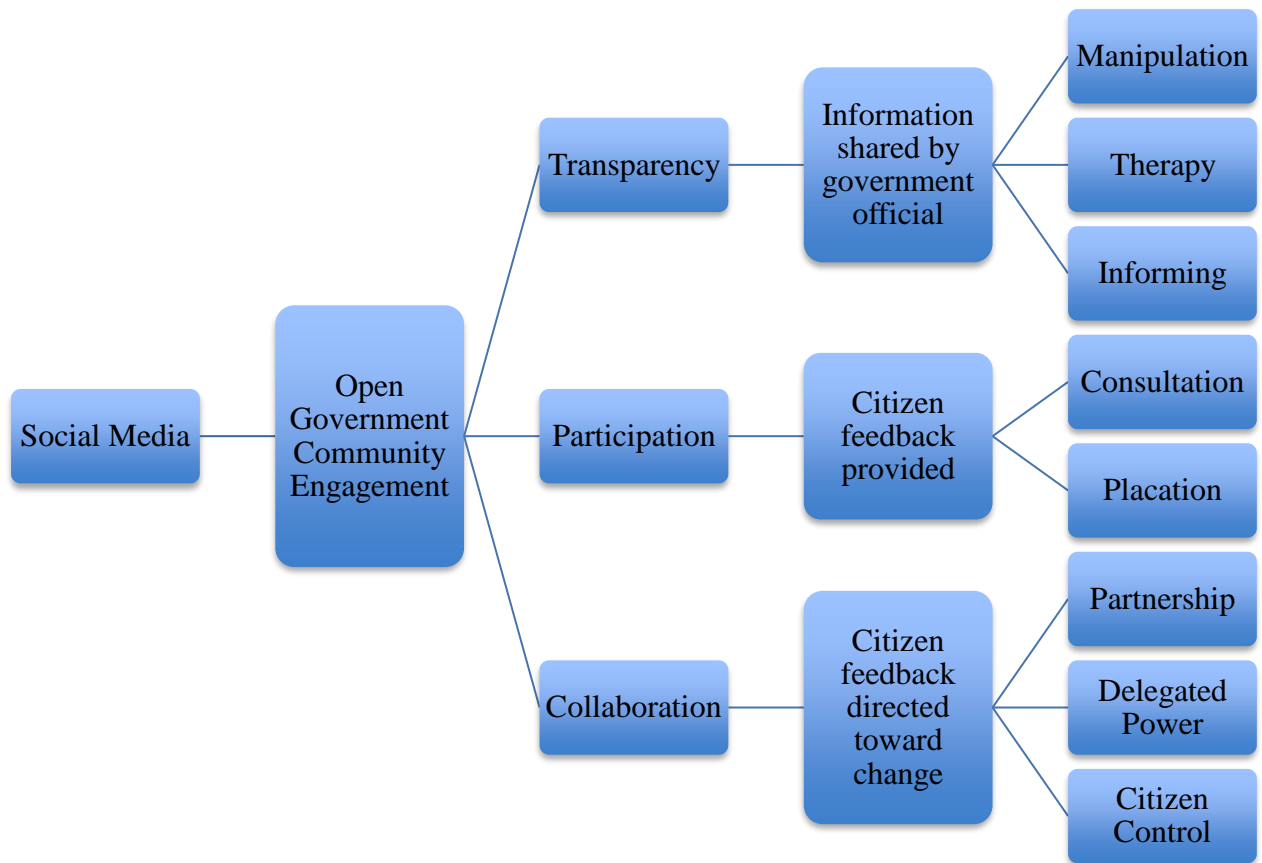 Social Media
Open
Government
Community
Engagement
Transparency
Information
shared by
government
official
Manipulation
Therapy
Informing
Participation
Citizen
feedback
provided
Consultation
Placation
Collaboration
Citizen
feedback
directed
toward
change
Partnership
Delegated
Power
Citizen
Control